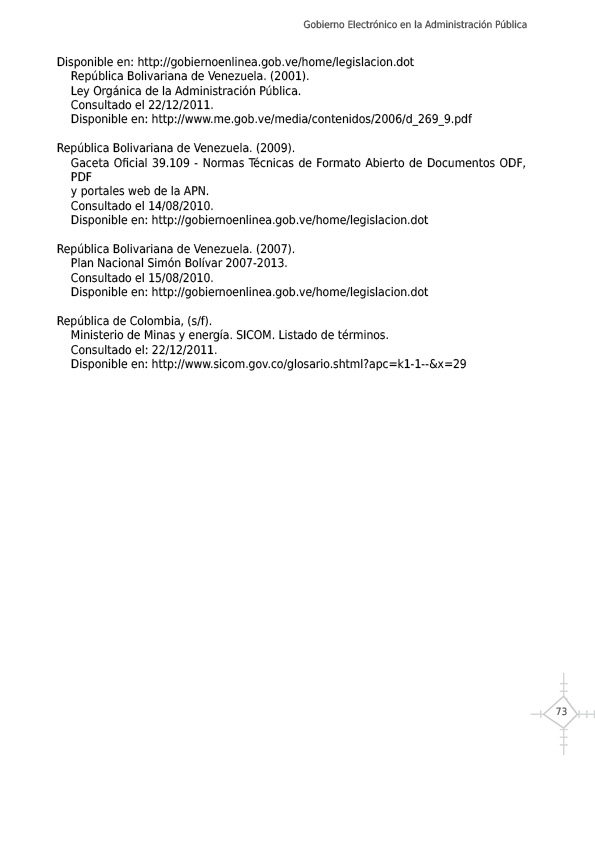 Gobierno Electrónico en la Administración Pública
Disponible en: http://gobiernoenlinea.gob.ve/home/legislacion.dot
República Bolivariana de Venezuela. (2001).
Ley Orgánica de la Administración Pública.
Consultado el 22/12/2011.
Disponible en: http://www.me.gob.ve/media/contenidos/2006/d_269_9.pdf
República Bolivariana de Venezuela. (2009).
Gaceta Oficial 39.109 - Normas Técnicas de Formato Abierto de Documentos ODF,
PDF
y portales web de la APN.
Consultado el 14/08/2010.
Disponible en: http://gobiernoenlinea.gob.ve/home/legislacion.dot
República Bolivariana de Venezuela. (2007).
Plan Nacional Simón Bolívar 2007-2013.
Consultado el 15/08/2010.
Disponible en: http://gobiernoenlinea.gob.ve/home/legislacion.dot
República de Colombia, (s/f).
Ministerio de Minas y energía. SICOM. Listado de términos.
Consultado el: 22/12/2011.
Disponible en: http://www.sicom.gov.co/glosario.shtml?apc=k1-1--&x=29
73